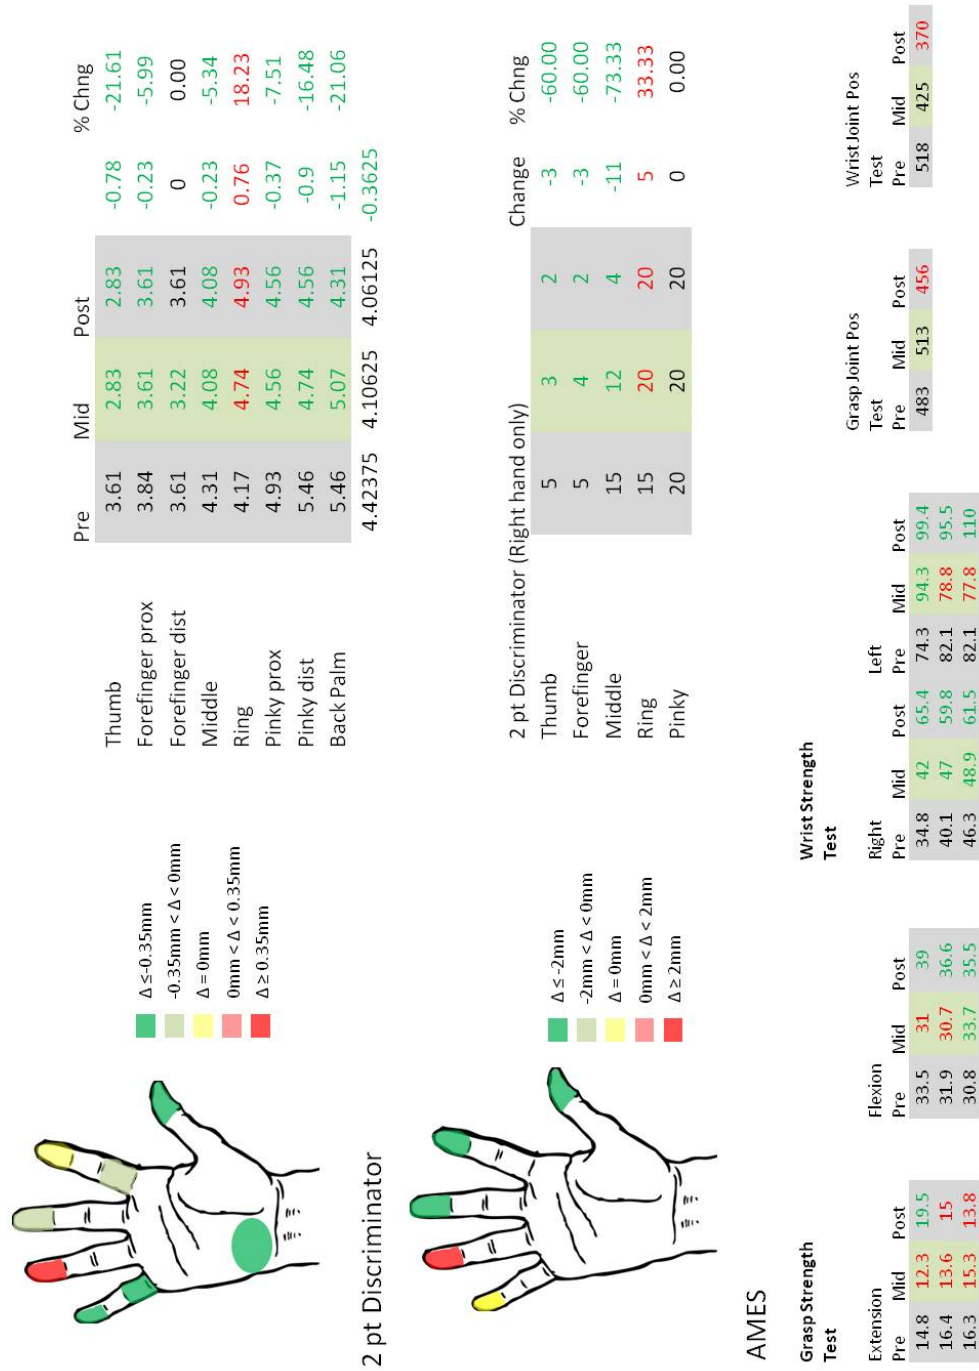 Pre Mid Post % Chng
Thumb 3.61 2.83 2.83 -0.78 -21.61
Forefinger prox 3.84 3.61 3.61 -0.23 -5.99
Forefinger dist 3.61 3.22 3.61 0 0.00
Middle 4.31 4.08 4.08 -0.23 -5.34
Ring 4.17 4.74 4.93 0.76 18.23
Pinky prox 4.93 4.56 4.56 -0.37 -7.51
Pinky dist 5.46 4.74 4.56 -0.9 -16.48
Back Palm 5.46 5.07 4.31 -1.15 -21.06
4.42375 4.10625 4.06125 -0.3625
Δ ≤-0.35mm
-0.35mm < Δ < 0mm
Δ = 0mm
0mm < Δ < 0.35mm
Δ ≥ 0.35mm
2 pt Discriminator
2 pt Discriminator (Right hand only) Change % Chng
Thumb 5 3 2 -3 -60.00
Forefinger 5 4 2 -3 -60.00
Middle 15 12 4 -11 -73.33
Ring 15 20 20 5 33.33
Pinky 20 20 20 0 0.00
Δ ≤ -2mm
-2mm < Δ < 0mm
Δ = 0mm
0mm < Δ < 2mm
Δ ≥ 2mm
AMES
Grasp Strength
Test
Extension Flexion
Pre Mid Post Pre Mid Post
14.8 12.3 19.5 33.5 31 39
16.4 13.6 15 31.9 30.7 36.6
16.3 15.3 13.8 30.8 33.7 35.5
Wrist Strength
Test
Right Left
Pre Mid Post Pre Mid Post
34.8 42 65.4 74.3 94.3 99.4
40.1 47 59.8 82.1 78.8 95.5
46.3 48.9 61.5 82.1 77.8 110
Grasp Joint Pos
Test
Pre Mid Post
483 513 456
Wrist Joint Pos
Test
Pre Mid Post
518 425 370